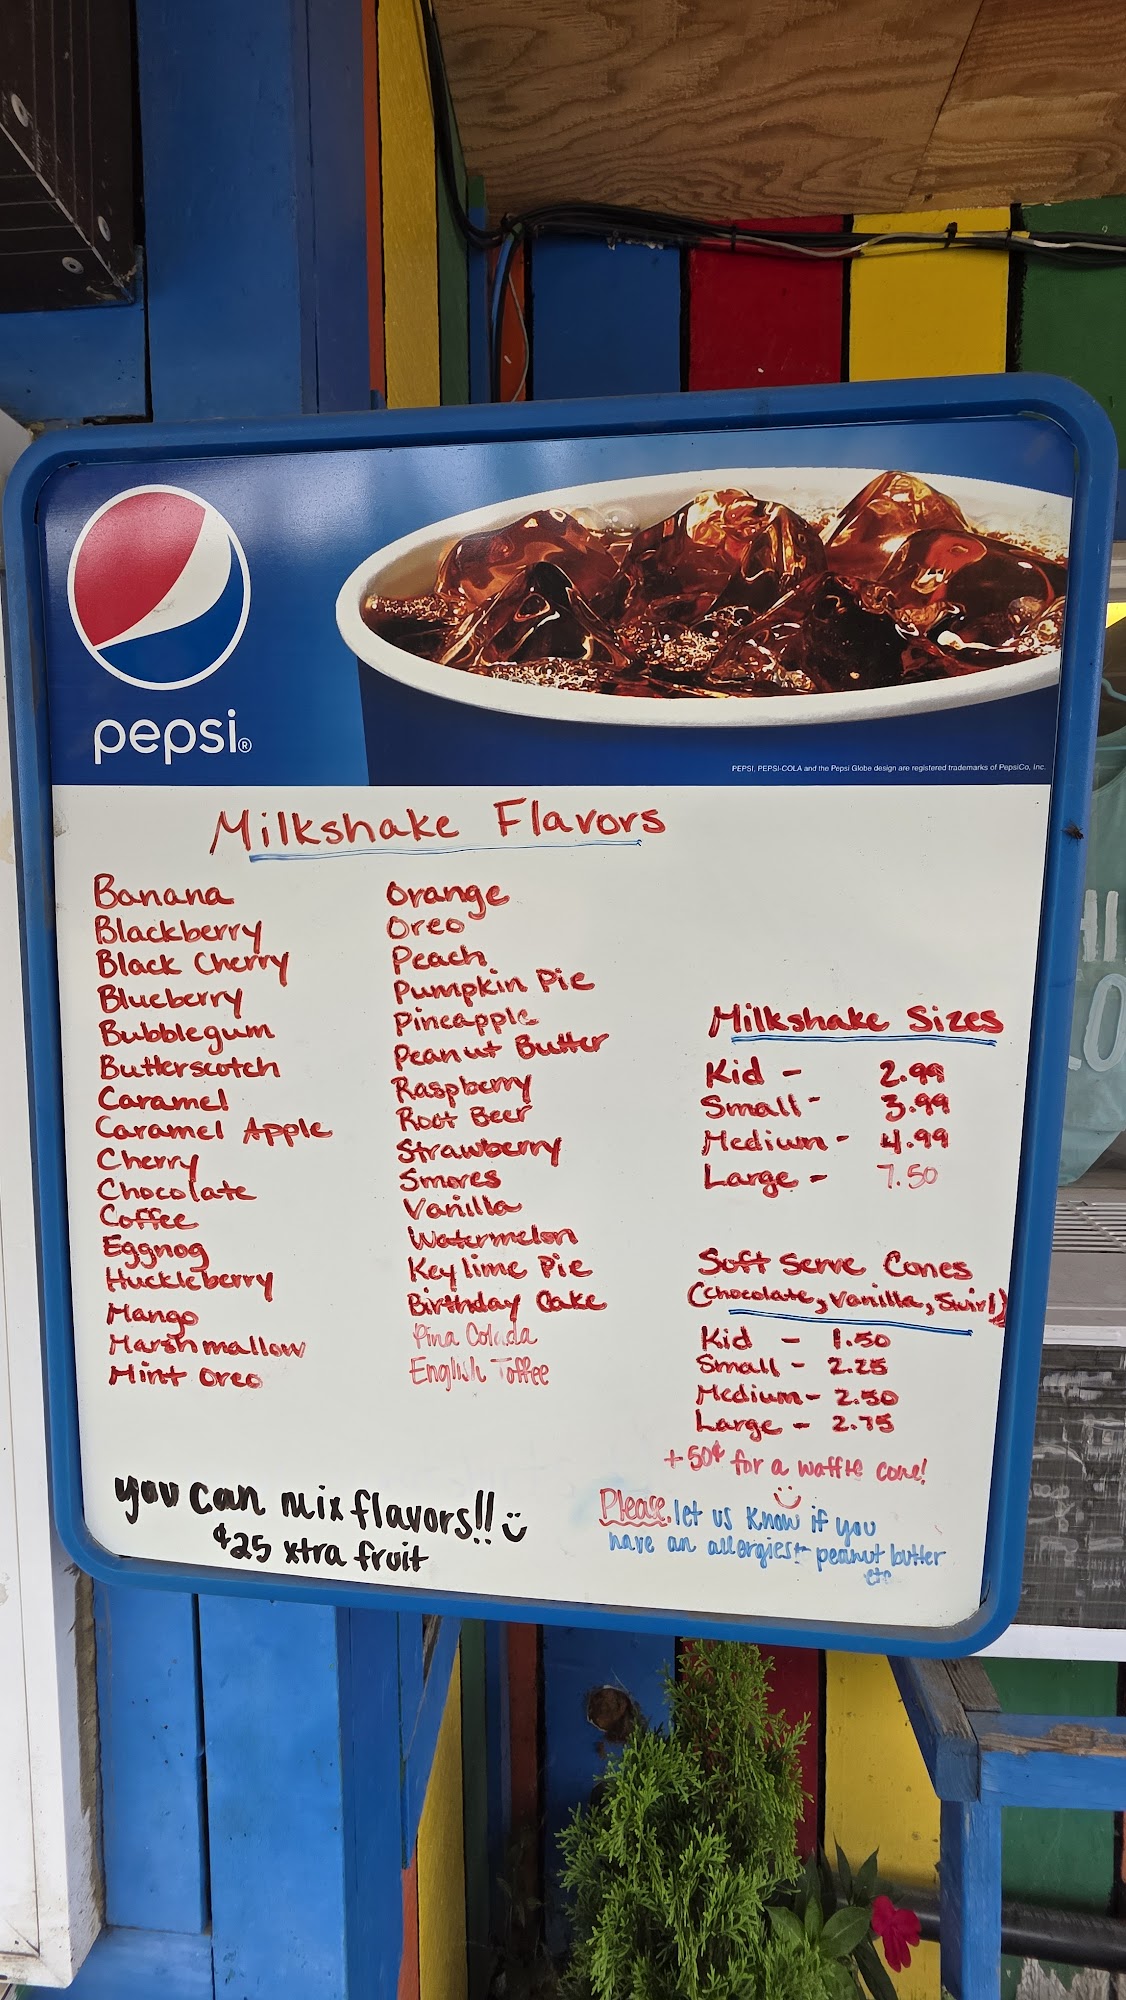 pepsi®
PEPSI, PEPSI-COLA and the Pepsi Globe design are registered trademarks of PepsiCo, Inc.
Milkshake Flavors
Banana
Blackberry
Black Cherry
Blueberry
Bubblegum
Butterscotch
Caramel
Caramel Apple
Cherry
Chocolate
Coffee
Eggnog
Huckleberry
Mango
Marshmallow
Mint Oreo
Orange
Oreo
Peach
Pumpkin Pie
Pineapple
Peanut Butter
Raspberry
Root Beer
Strawberry
Smores
Vanilla
Watermelon
Key lime Pie
Birthday Cake
Pina Colada
English Toffee
Milkshake Sizes
Kid - 2.99
Small - 3.99
Medium - 4.99
Large - 7.50
Soft Serve Cones
(Chocolate, Vanilla, Swirl)
Kid - 1.50
Small - 2.25
Medium - 2.50
Large - 2.75
+50¢ for a waffle cone!
you can mix flavors!!
¢25 xtra fruit
Please, let us know if you
have an allergies!- peanut butter
etc